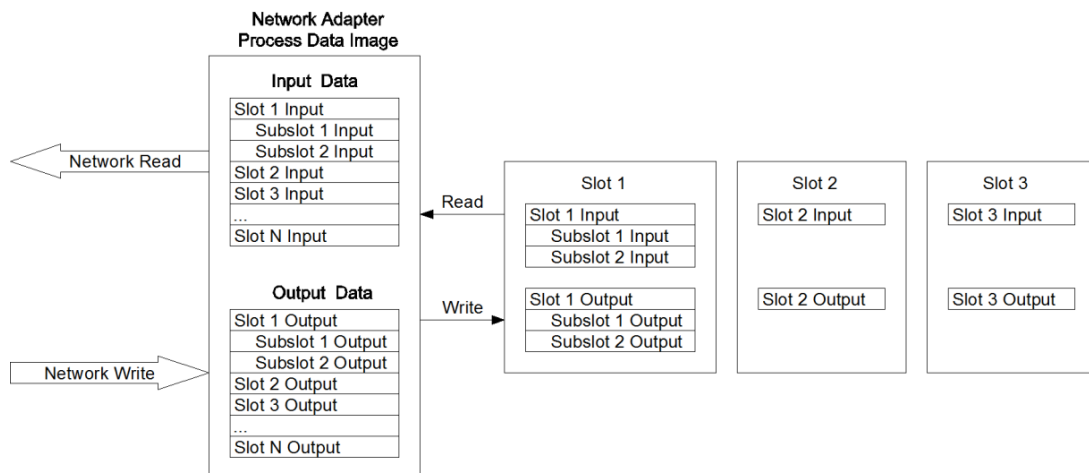 Network Adapter
Process Data Image
Input Data
Slot 1 Input
Subslot 1 Input
Subslot 2 Input
Slot 2 Input
Slot 3 Input
...
Slot N Input
Network Read
Output Data
Slot 1 Output
Subslot 1 Output
Subslot 2 Output
Slot 2 Output
Slot 3 Output
...
Slot N Output
Network Write
Read
Write
Slot 1
Slot 1 Input
Subslot 1 Input
Subslot 2 Input
Slot 1 Output
Subslot 1 Output
Subslot 2 Output
Slot 2
Slot 2 Input
Slot 2 Output
Slot 3
Slot 3 Input
Slot 3 Output